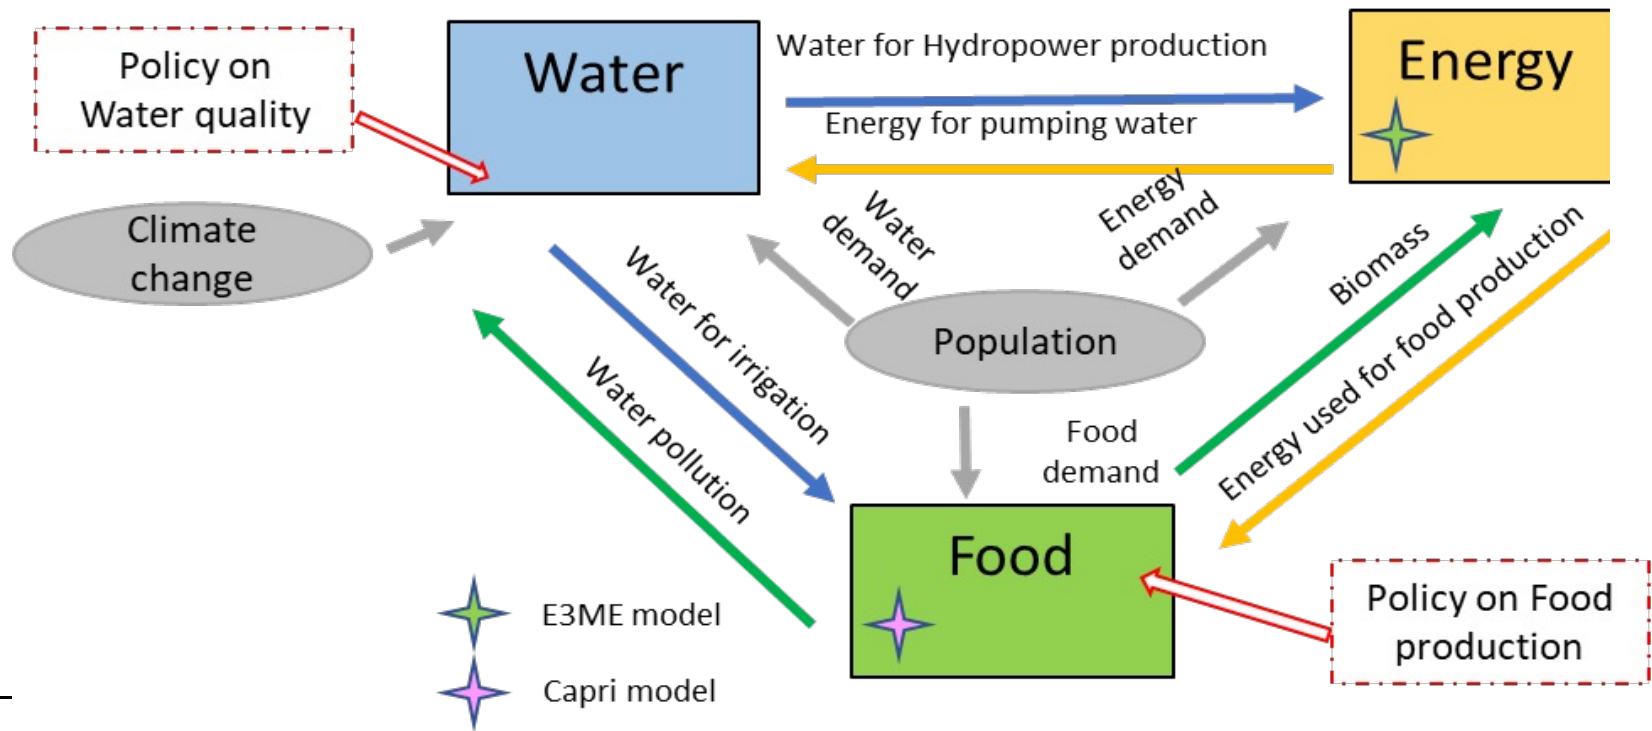 Policy on
Water quality
Water
Water for Hydropower production
Energy for pumping water
Energy
Climate
change
Water
demand
Energy
demand
Population
Water for irrigation
Water pollution
Biomass
Energy used for food production
Food
demand
Food
Policy on Food
production
E3ME model
Capri model